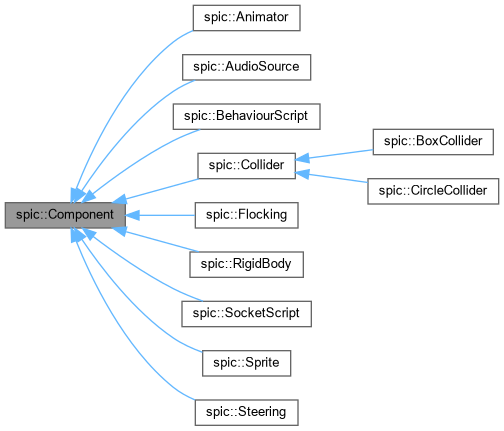 spic::Animator
spic::AudioSource
spic::BehaviourScript
spic::BoxCollider
spic::Collider
spic::CircleCollider
spic::Component
spic::Flocking
spic::RigidBody
spic::SocketScript
spic::Sprite
spic::Steering